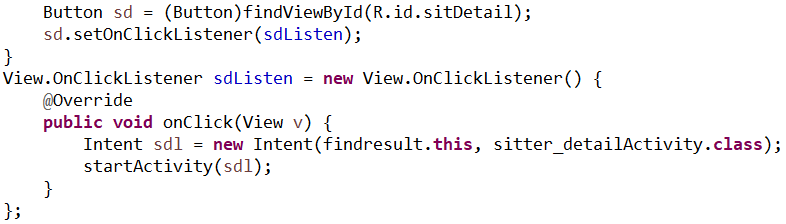 Button sd = (Button)findViewById(R.id.sitDetail);
sd.setOnClickListener(sdListen);
}
View.OnClickListener sdListen = new View.OnClickListener() {
@Override
public void onClick(View v) {
Intent sdl = new Intent(findresult.this, sitter_detailActivity.class);
startActivity(sdl);
}
};